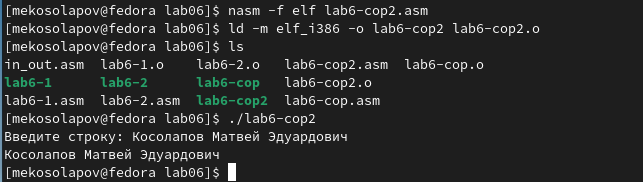 [mekosolapov@fedora lab06]$ nasm -f elf lab6-cop2.asm
[mekosolapov@fedora lab06]$ ld -m elf_i386 -o lab6-cop2 lab6-cop2.o
[mekosolapov@fedora lab06]$ ls
in_out.asm lab6-1.o lab6-2.o lab6-cop2.asm lab6-cop.o
lab6-1 lab6-2 lab6-cop lab6-cop2.o
lab6-1.asm lab6-2.asm lab6-cop2 lab6-cop.asm
[mekosolapov@fedora lab06]$ ./lab6-cop2
Введите строку: Косолапов Матвей Эдуардович
Косолапов Матвей Эдуардович
[mekosolapov@fedora lab06]$